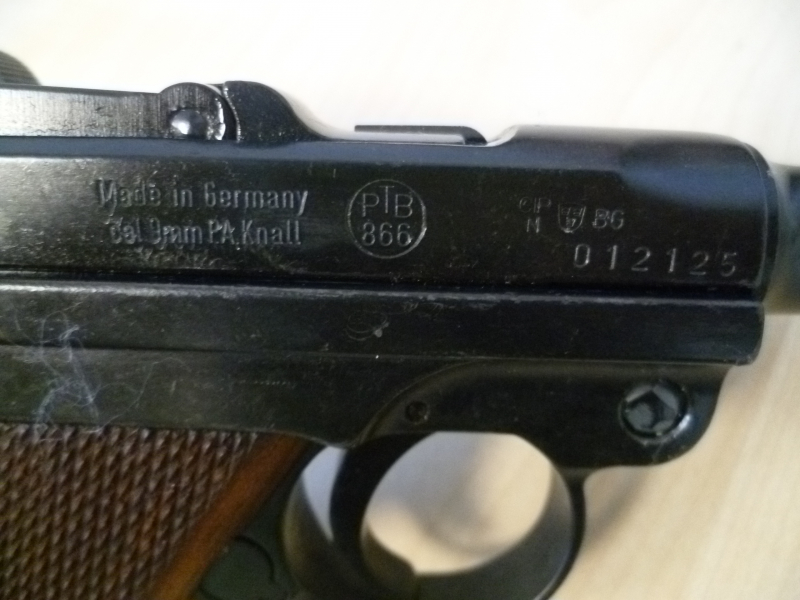 Made in Germany
cal. 9mm P.A. Knall
PTB
866
BG
012125